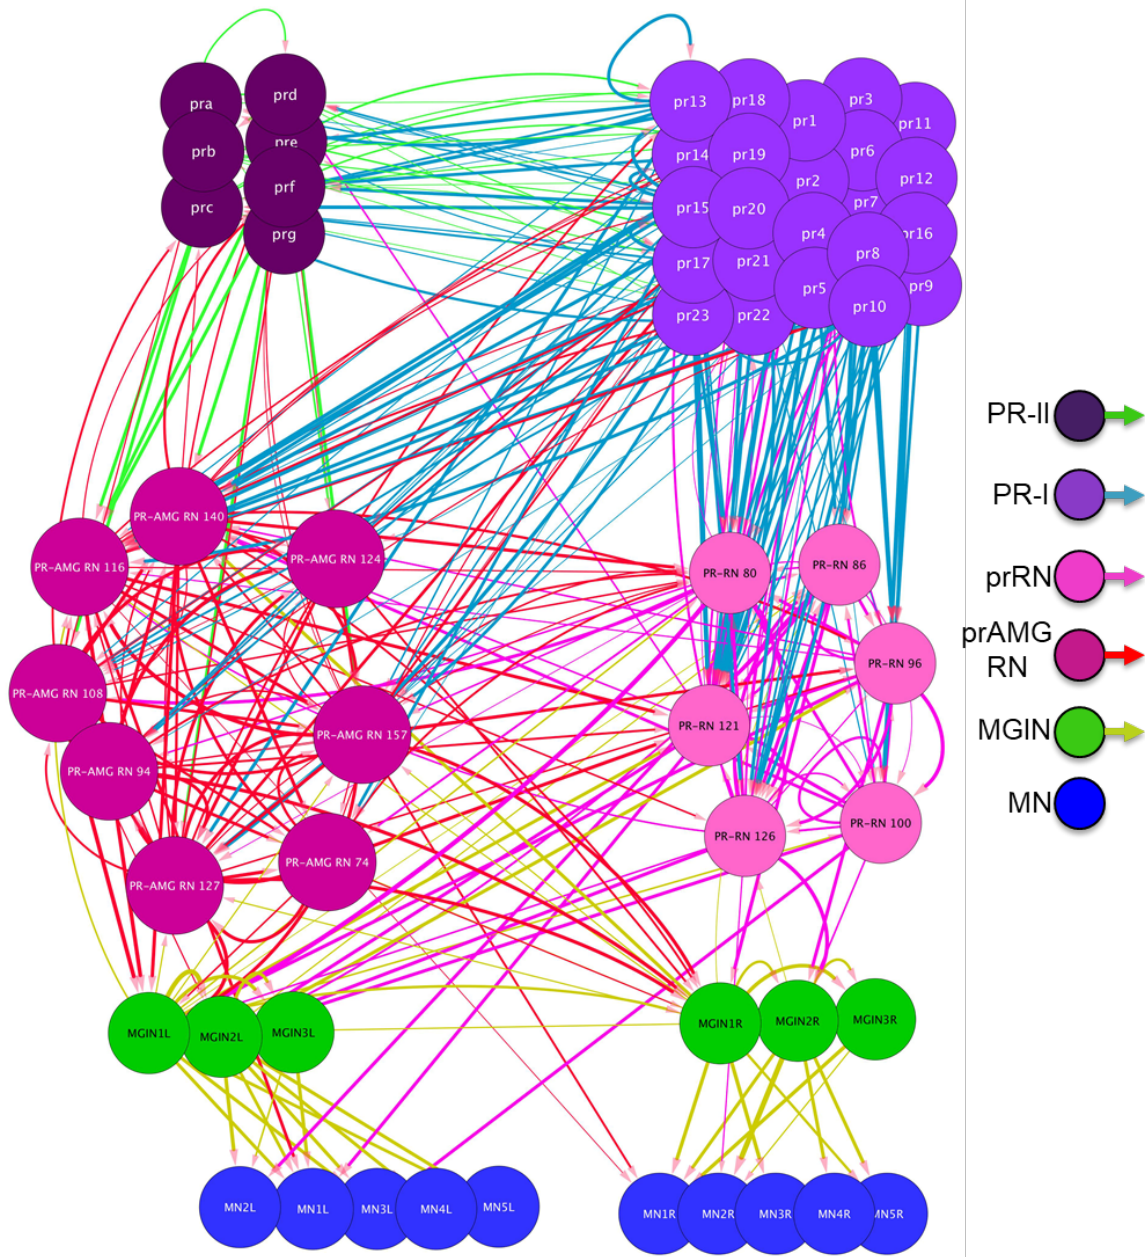 pra
prd
prb
pre
prc
prf
prg
pr13
pr18
pr1
pr3
pr11
pr14
pr19
pr2
pr6
pr12
pr15
pr20
pr4
pr7
pr16
pr17
pr21
pr5
pr8
pr9
pr23
pr22
pr10
PR-AMG RN 140
PR-AMG RN 116
PR-AMG RN 124
PR-AMG RN 108
PR-AMG RN 94
PR-AMG RN 157
PR-AMG RN 127
PR-AMG RN 74
PR-RN 80
PR-RN 86
PR-RN 96
PR-RN 121
PR-RN 126
PR-RN 100
MGIN1L
MGIN2L
MGIN3L
MGIN1R
MGIN2R
MGIN3R
MN2L
MN1L
MN3L
MN4L
MN5L
MN1R
MN2R
MN3R
MN4R
MN5R
PR-II
PR-I
prRN
prAMG
RN
MGIN
MN